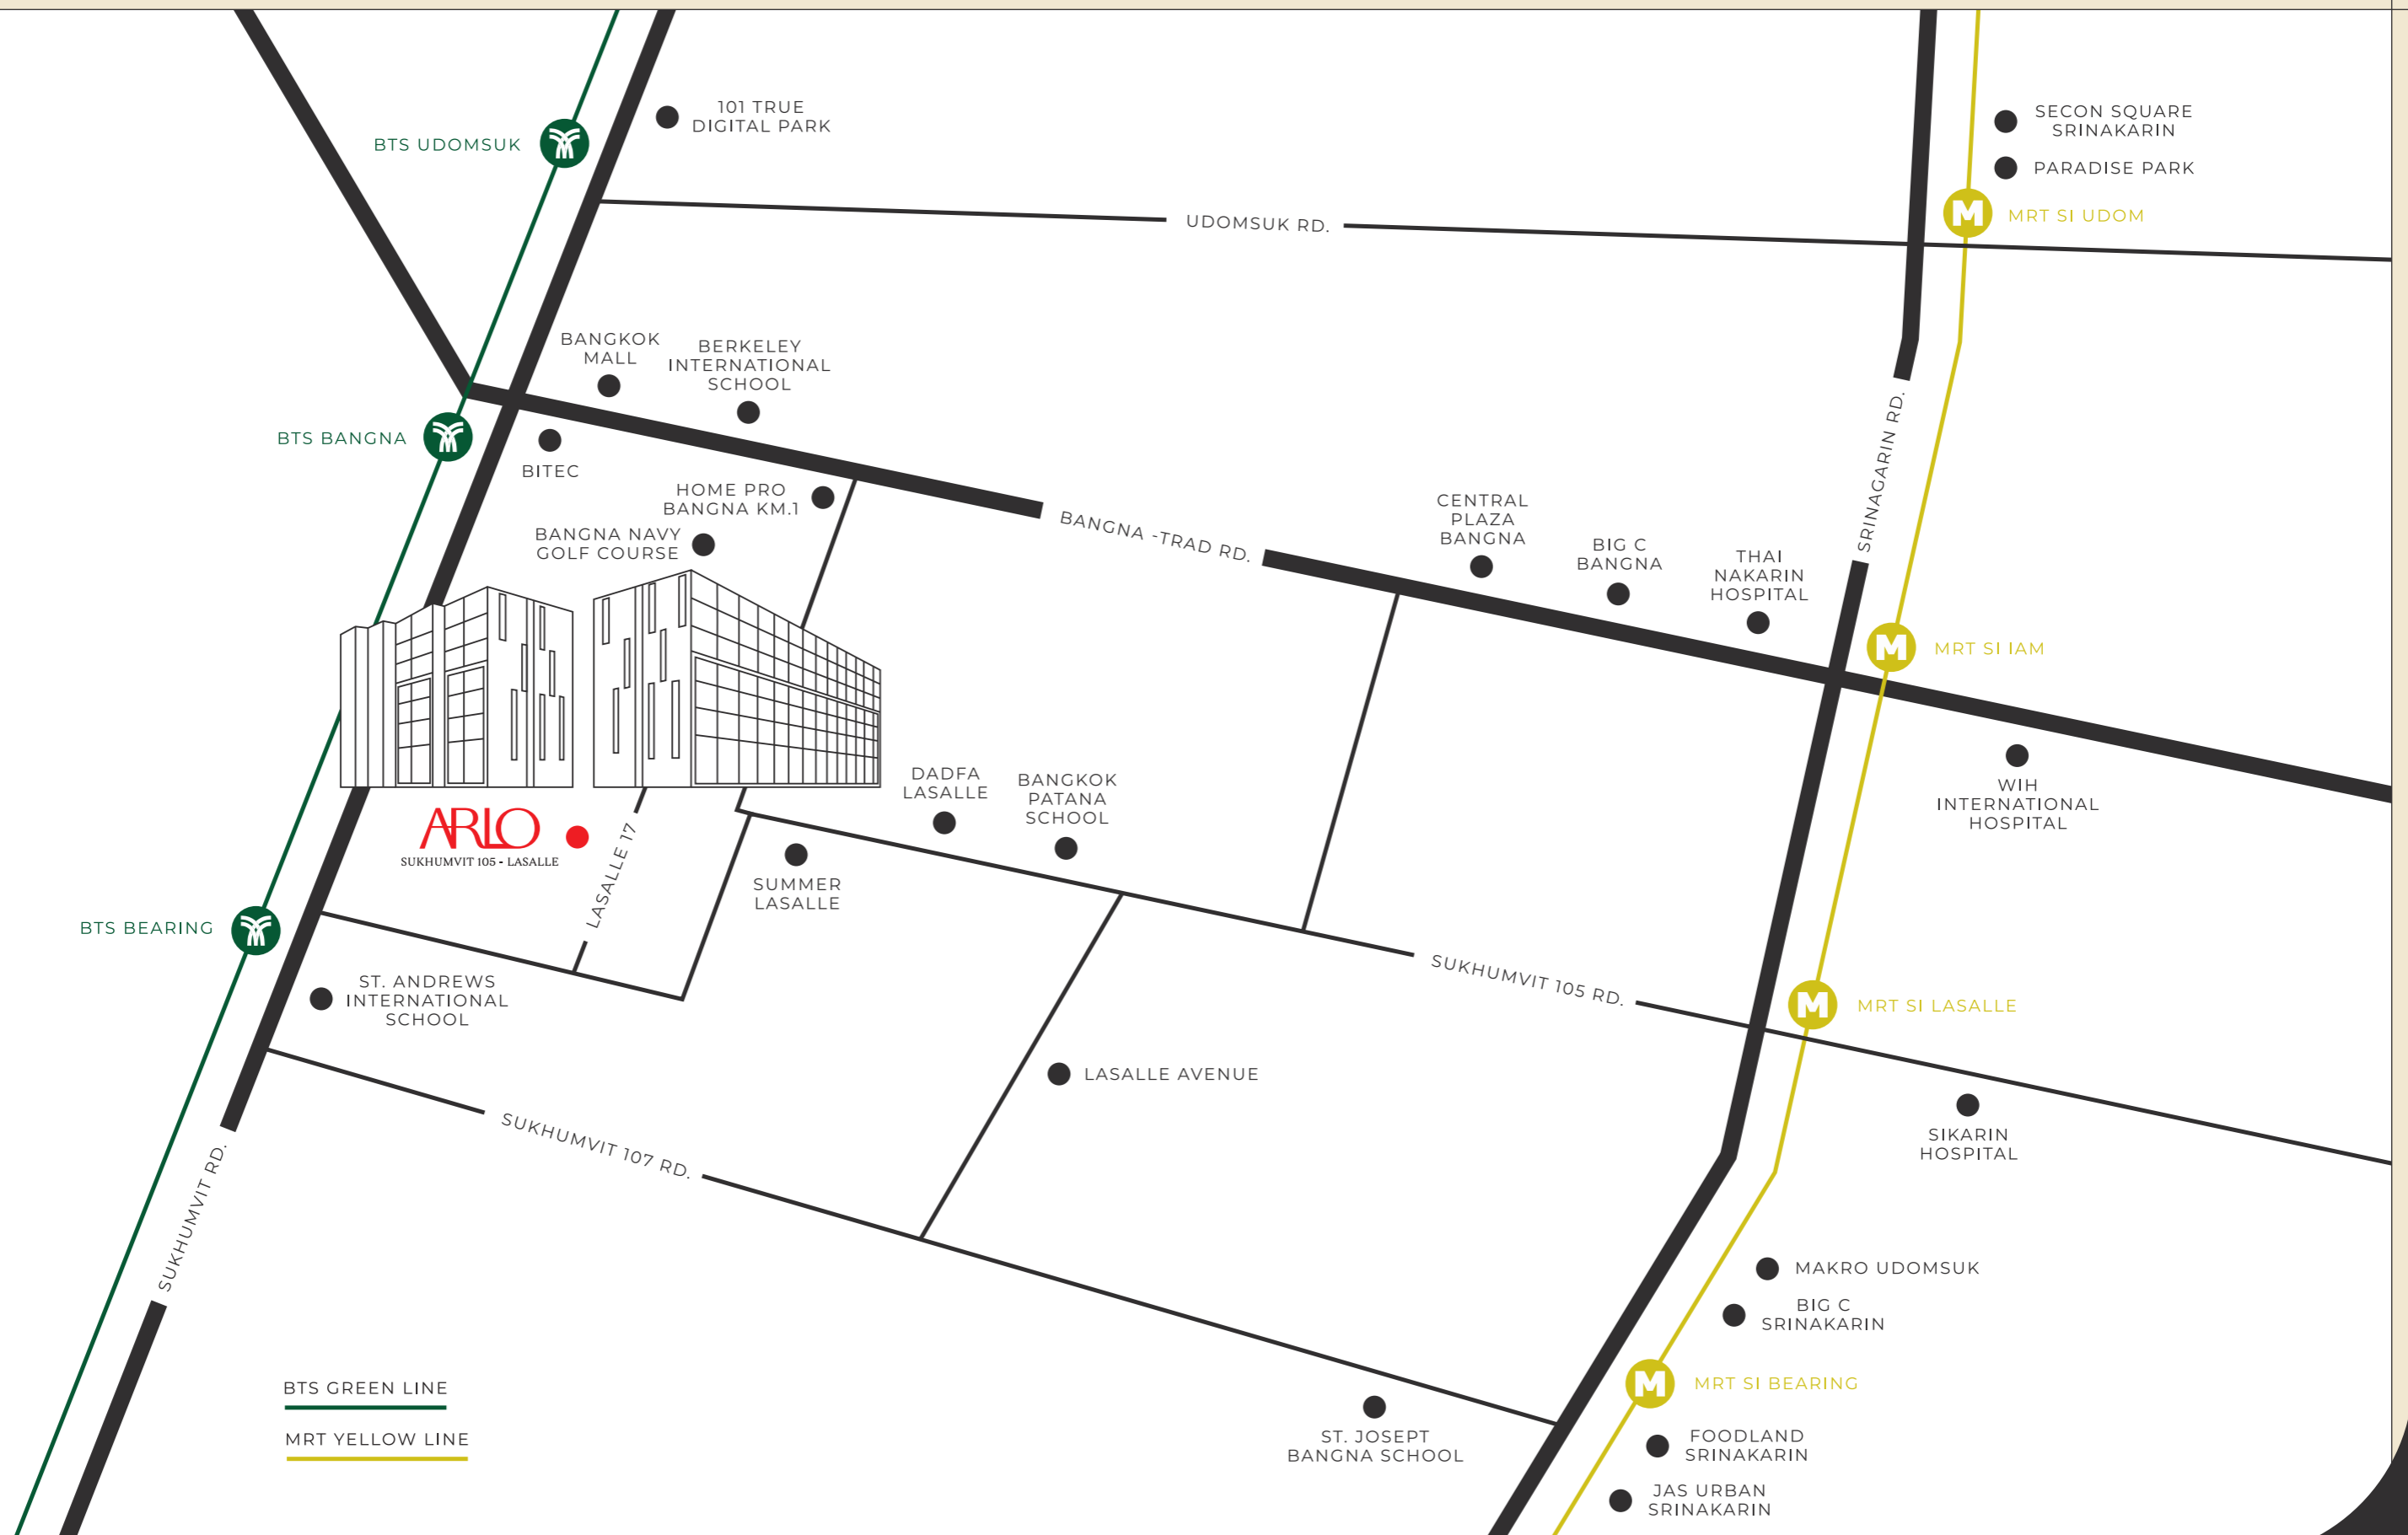 101 TRUE
DIGITAL PARK
BTS UDOMSUK
SECON SQUARE
SRINAKARIN
PARADISE PARK
MRT SI UDOM
UDOMSUK RD.
BANGKOK
MALL
BERKELEY
INTERNATIONAL
SCHOOL
BTS BANGNA
BITEC
HOME PRO
BANGNA KM.1
BANGNA NAVY
GOLF COURSE
BANGNA -TRAD RD.
CENTRAL
PLAZA
BANGNA
BIG C
BANGNA
THAI
NAKARIN
HOSPITAL
SRINAGARIN RD.
MRT SI IAM
WIH
INTERNATIONAL
HOSPITAL
DADFA
LASALLE
BANGKOK
PATANA
SCHOOL
ARLO
SUKHUMVIT 105 - LASALLE
LASALLE 17
SUMMER
LASALLE
BTS BEARING
ST. ANDREWS
INTERNATIONAL
SCHOOL
SUKHUMVIT 105 RD.
MRT SI LASALLE
LASALLE AVENUE
SUKHUMVIT 107 RD.
SIKARIN
HOSPITAL
SUKHUMVIT RD.
MAKRO UDOMSUK
BIG C
SRINAKARIN
MRT SI BEARING
BTS GREEN LINE
MRT YELLOW LINE
ST. JOSEPT
BANGNA SCHOOL
FOODLAND
SRINAKARIN
JAS URBAN
SRINAKARIN